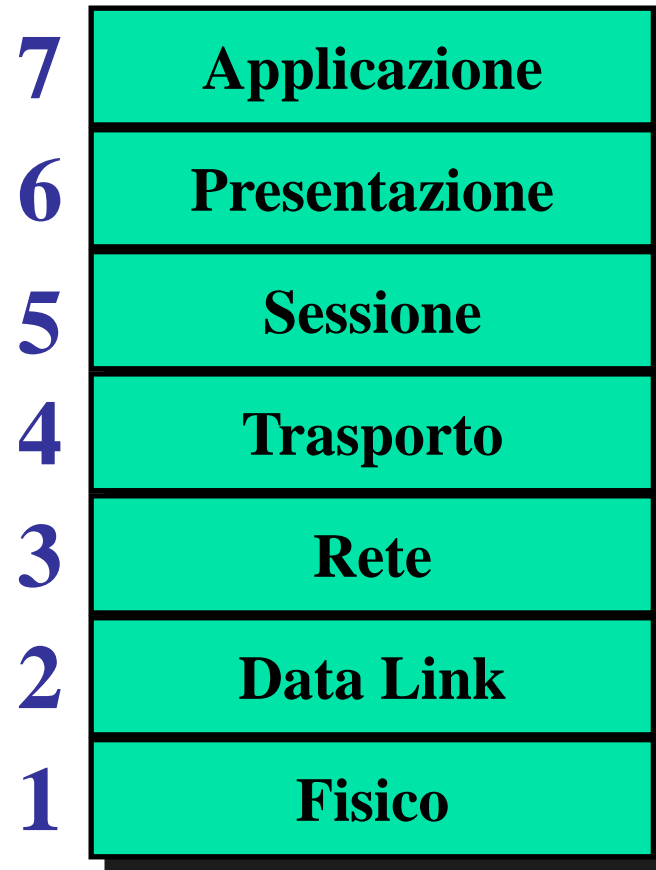 7 Applicazione
6 Presentazione
5 Sessione
4 Trasporto
3 Rete
2 Data Link
1 Fisico